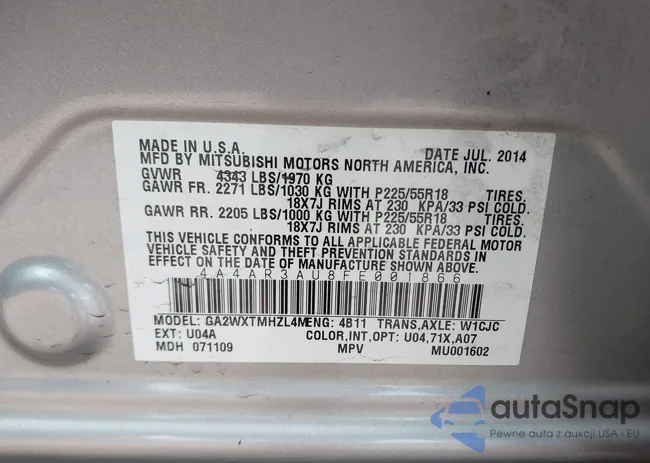 MADE IN U.S.A. DATE JUL. 2014
MFD BY MITSUBISHI MOTORS NORTH AMERICA, INC.
GVWR 4343 LBS/1970 KG
GAWR FR. 2271 LBS/1030 KG WITH P225/55R18 TIRES.
18X7J RIMS AT 230 KPA/33 PSI COLD.
GAWR RR. 2205 LBS/1000 KG WITH P225/55R18 TIRES.
18X7J RIMS AT 230 KPA/33 PSI COLD.
THIS VEHICLE CONFORMS TO ALL APPLICABLE FEDERAL MOTOR
VEHICLE SAFETY AND THEFT PREVENTION STANDARDS IN
EFFECT ON THE DATE OF MANUFACTURE SHOWN ABOVE.
4A4AR3AU8FE001866
MODEL: GA2WXTMHZL4M ENG: 4B11 TRANS,AXLE: W1CJC
EXT: U04A COLOR,INT,OPT: U04,71X,A07
MDH 071109 MPV MU001602
autoSnap
Pewne auta z aukcji USA i EU